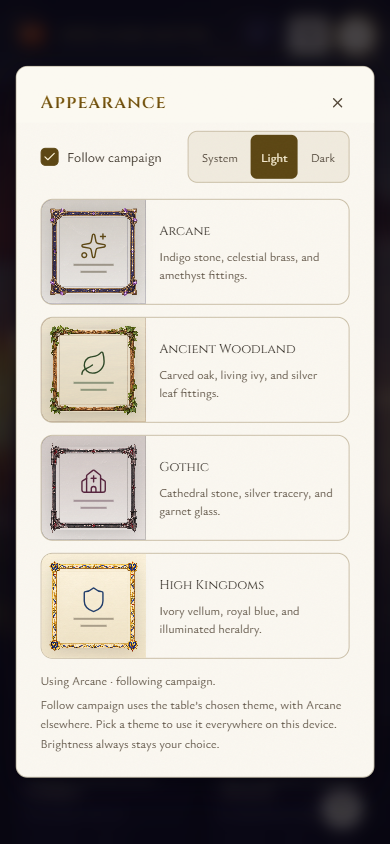 Appearance
Follow campaign
System Light Dark
Arcane
Indigo stone, celestial brass, and
amethyst fittings.
Ancient Woodland
Carved oak, living ivy, and silver
leaf fittings.
Gothic
Cathedral stone, silver tracery, and
garnet glass.
High Kingdoms
Ivory vellum, royal blue, and
illuminated heraldry.
Using Arcane · following campaign.
Follow campaign uses the table's chosen theme, with Arcane
elsewhere. Pick a theme to use it everywhere on this device.
Brightness always stays your choice.